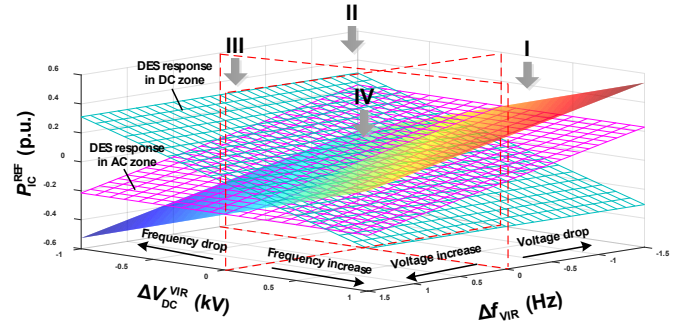 II
III
I
IV
DES response
in DC zone
DES response
in AC zone
P_IC^REF (p.u.)
0.6
0.4
0.2
0
-0.2
-0.4
-0.6
Frequency drop
Frequency increase
Voltage increase
Voltage drop
-1
-0.5
0
0.5
1
1.5
1
0.5
0
-0.5
-1
-1.5
ΔV_DC^VIR (kV)
Δf_VIR (Hz)